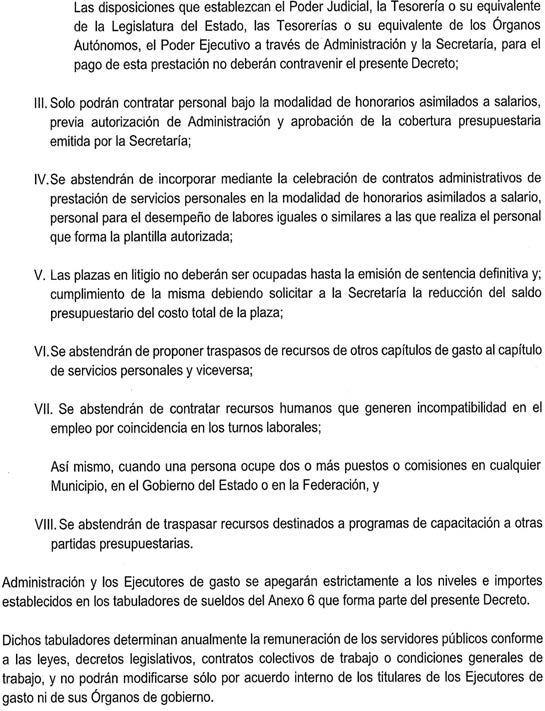 Las disposiciones que establezcan el Poder Judicial, la Tesorería o su equivalente
de la Legislatura del Estado, las Tesorerías o su equivalente de los Órganos
Autónomos, el Poder Ejecutivo a través de Administración y la Secretaría, para el
pago de esta prestación no deberán contravenir el presente Decreto;
III. Solo podrán contratar personal bajo la modalidad de honorarios asimilados a salarios,
previa autorización de Administración y aprobación de la cobertura presupuestaria
emitida por la Secretaría;
IV. Se abstendrán de incorporar mediante la celebración de contratos administrativos de
prestación de servicios personales en la modalidad de honorarios asimilados a salario,
personal para el desempeño de labores iguales o similares a las que realiza el personal
que forma la plantilla autorizada;
V. Las plazas en litigio no deberán ser ocupadas hasta la emisión de sentencia definitiva y;
cumplimiento de la misma debiendo solicitar a la Secretaría la reducción del saldo
presupuestario del costo total de la plaza;
VI. Se abstendrán de proponer traspasos de recursos de otros capítulos de gasto al capítulo
de servicios personales y viceversa;
VII. Se abstendrán de contratar recursos humanos que generen incompatibilidad en el
empleo por coincidencia en los turnos laborales;
Así mismo, cuando una persona ocupe dos o más puestos o comisiones en cualquier
Municipio, en el Gobierno del Estado o en la Federación, y
VIII. Se abstendrán de traspasar recursos destinados a programas de capacitación a otras
partidas presupuestarias.
Administración y los Ejecutores de gasto se apegarán estrictamente a los niveles e importes
establecidos en los tabuladores de sueldos del Anexo 6 que forma parte del presente Decreto.
Dichos tabuladores determinan anualmente la remuneración de los servidores públicos conforme
a las leyes, decretos legislativos, contratos colectivos de trabajo o condiciones generales de
trabajo, y no podrán modificarse sólo por acuerdo interno de los titulares de los Ejecutores de
gasto ni de sus Órganos de gobierno.